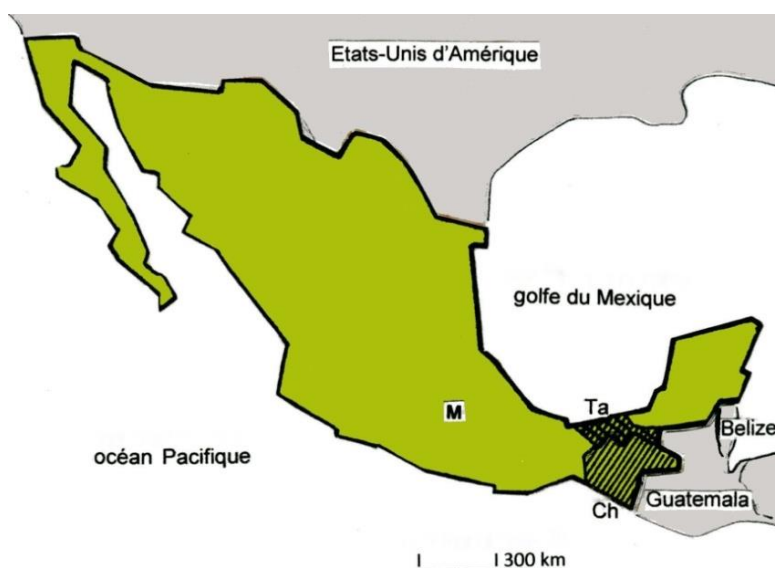 Etats-Unis d'Amérique
golfe du Mexique
Ta
M
Belize
océan Pacifique
Guatemala
Ch
300 km